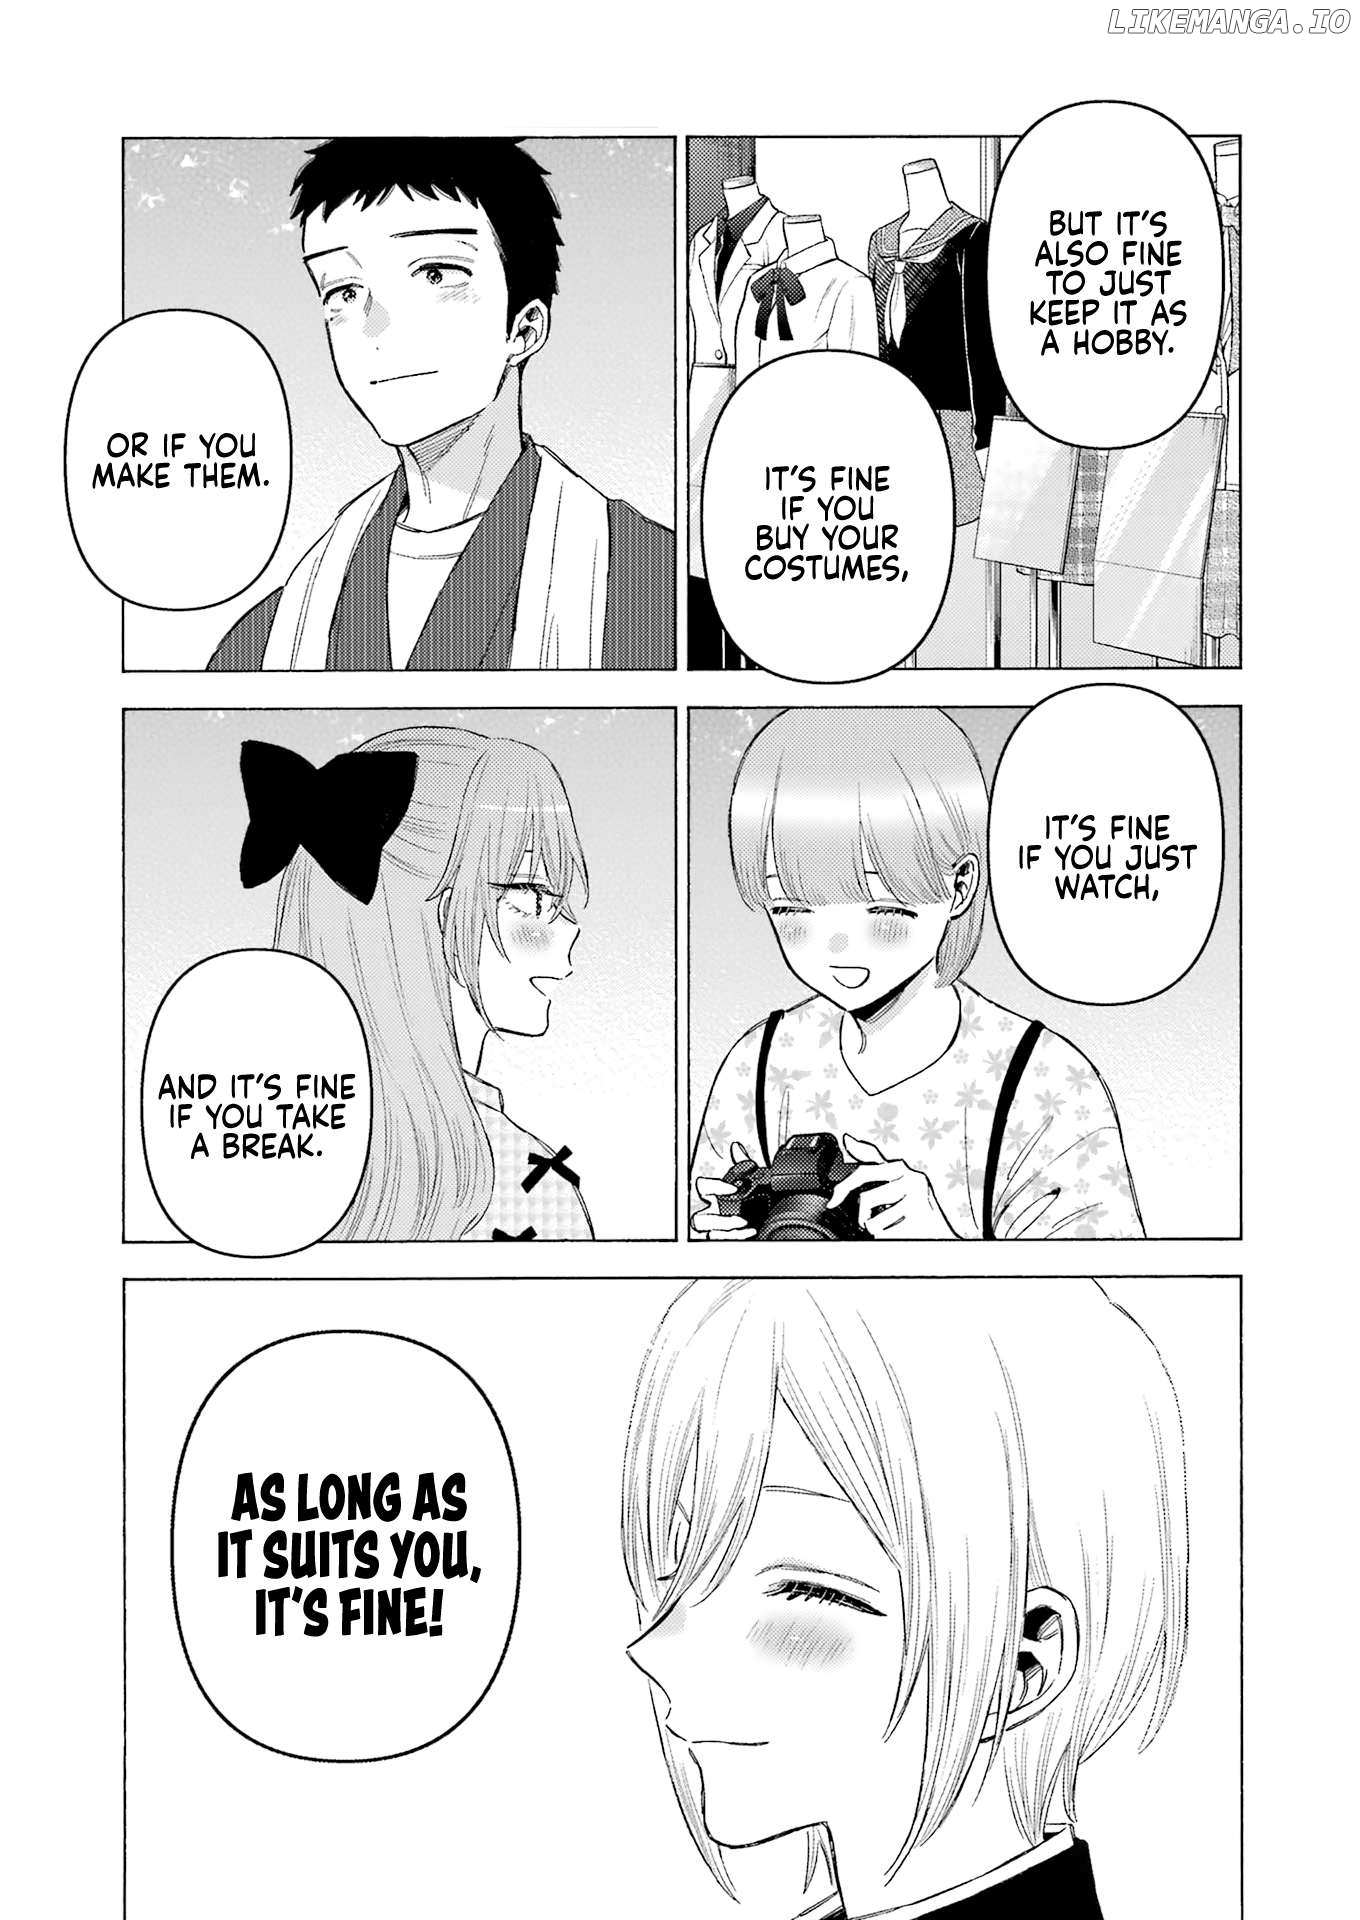 LIKEMANGA.IO
BUT IT'S
ALSO FINE
TO JUST
KEEP IT AS
A HOBBY.
IT'S FINE
IF YOU
BUY YOUR
COSTUMES,
OR IF YOU
MAKE THEM.
IT'S FINE
IF YOU JUST
WATCH,
AND IT'S FINE
IF YOU TAKE
A BREAK.
AS LONG AS
IT SUITS YOU,
IT'S FINE!